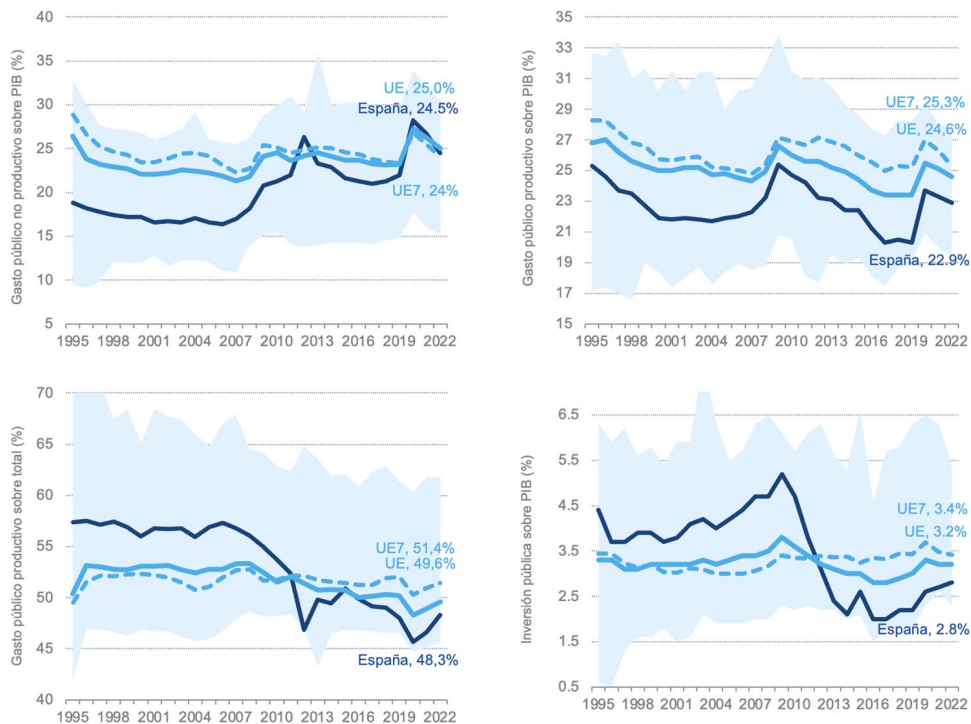 Gasto público no productivo sobre PIB (%)
40
35
30
25
20
15
10
5
UE, 25,0%
España, 24.5%
UE7, 24%
1995 1998 2001 2004 2007 2010 2013 2016 2019 2022
Gasto público productivo sobre PIB (%)
35
33
31
29
27
25
23
21
19
17
15
UE7, 25,3%
UE, 24,6%
España, 22.9%
1995 1998 2001 2004 2007 2010 2013 2016 2019 2022
Gasto público productivo sobre total (%)
70
65
60
55
50
45
40
UE7, 51,4%
UE, 49,6%
España, 48,3%
1995 1998 2001 2004 2007 2010 2013 2016 2019 2022
Inversión pública sobre PIB (%)
6.5
5.5
4.5
3.5
2.5
1.5
0.5
UE7, 3.4%
UE, 3.2%
España, 2.8%
1995 1998 2001 2004 2007 2010 2013 2016 2019 2022